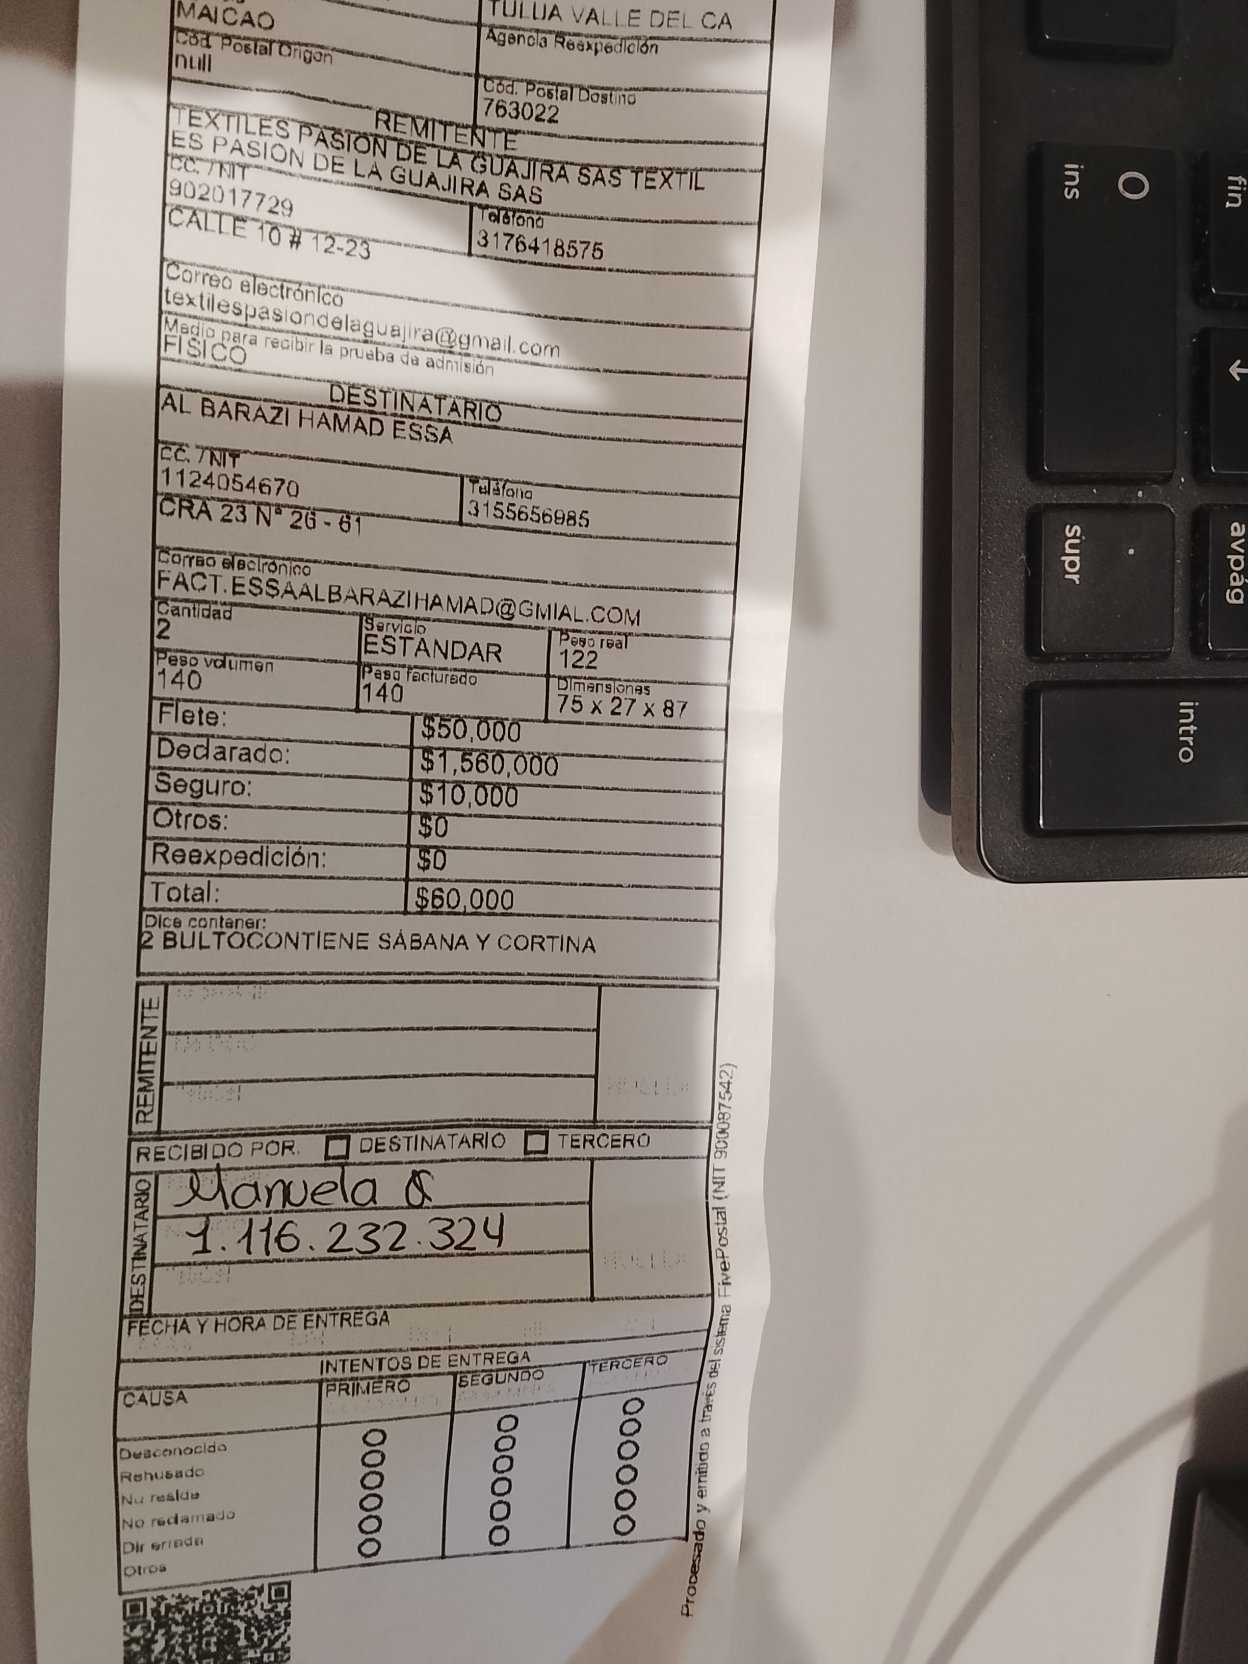 MAICAO
TULUA VALLE DEL CA
Cód. Postal Origen
Agencia Reexpedición
null
Cód. Postal Destino
763022
REMITENTE
TEXTILES PASION DE LA GUAJIRA SAS TEXTIL
ES PASION DE LA GUAJIRA SAS
CC. / NIT
902017729
Teléfono
3176418575
CALLE 10 # 12-23
Correo electrónico
textilespasiondelaguajira@gmail.com
Medio para recibir la prueba de admisión
FISICO
DESTINATARIO
AL BARAZI HAMAD ESSA
CC. / NIT
1124054670
Teléfono
3155656985
CRA 23 N° 26 - 61
Correo electrónico
FACT.ESSAALBARAZIHAMAD@GMIAL.COM
Cantidad
2
Servicio
ESTANDAR
Peso real
122
Peso volumen
140
Peso facturado
140
Dimensiones
75 x 27 x 87
Flete: $50,000
Declarado: $1,560,000
Seguro: $10,000
Otros: $0
Reexpedición: $0
Total: $60,000
Dice contener:
2 BULTOCONTIENE SÁBANA Y CORTINA
REMITENTE
RECIBIDO POR. DESTINATARIO TERCERO
DESTINATARIO
Manuela
1.116.232.324
FECHA Y HORA DE ENTREGA
INTENTOS DE ENTREGA
CAUSA PRIMERO SEGUNDO TERCERO
Desconocido
Rehusado
No reside
No reclamado
Dir errada
Otros
Procesado y emitido a través del sistema FivePostal (NIT 900087542)
0
ins
fin
↓
.
supr
avpág
intro